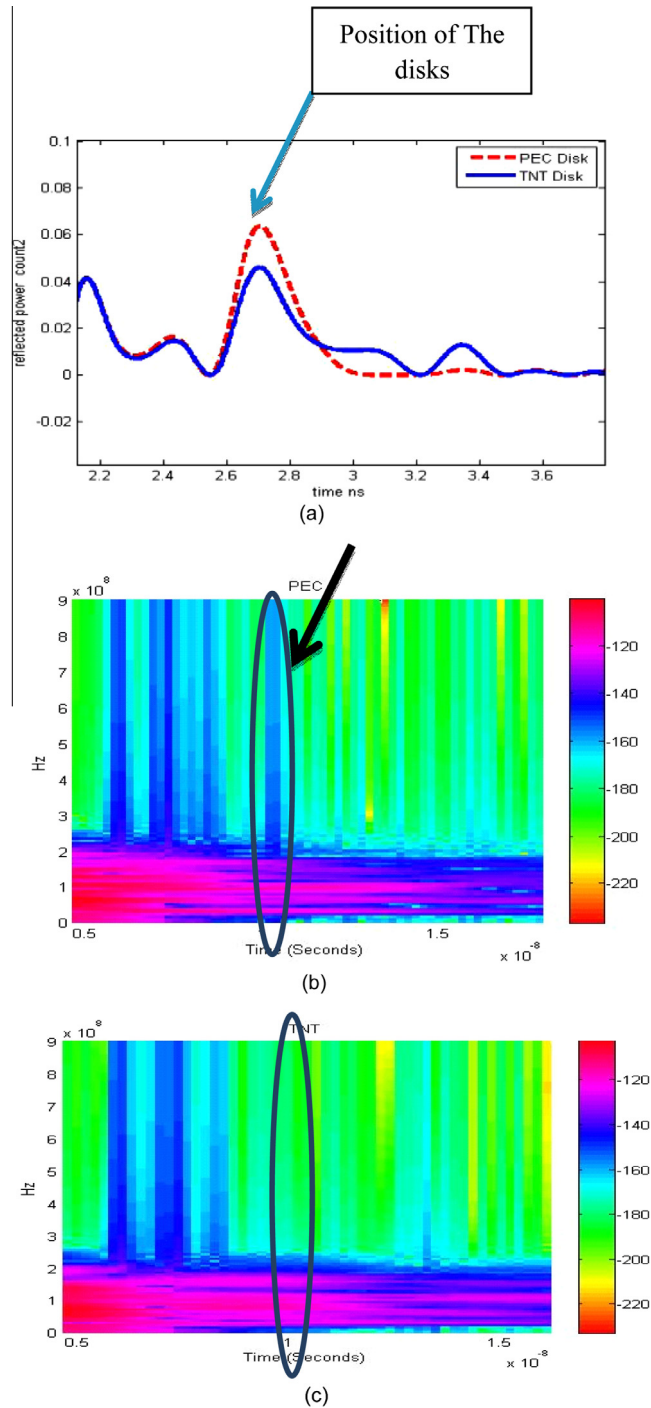 Position of The
disks
0.1
0.08
0.06
0.04
0.02
0
-0.02
reflected power count2
PEC Disk
TNT Disk
2.2 2.4 2.6 2.8 3 3.2 3.4 3.6
time ns
(a)
x 10^8
PEC
9
8
7
6
5
4
3
2
1
0
Hz
0.5 1.5
Time (Seconds)
x 10^-8
-120
-140
-160
-180
-200
-220
(b)
x 10^8
TNT
9
8
7
6
5
4
3
2
1
0
Hz
0.5 1 1.5
Time (Seconds)
x 10^-8
-120
-140
-160
-180
-200
-220
(c)